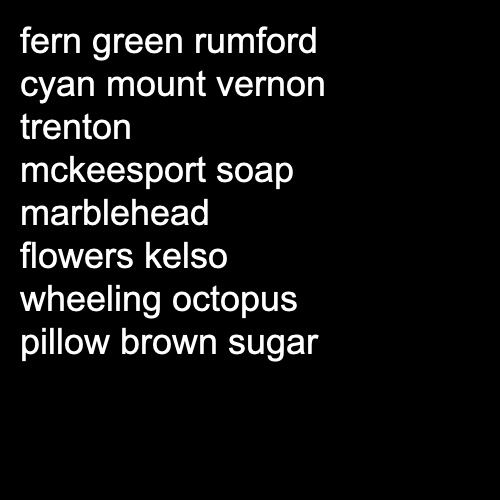 fern green rumford
cyan mount vernon
trenton
mckeesport soap
marblehead
flowers kelso
wheeling octopus
pillow brown sugar